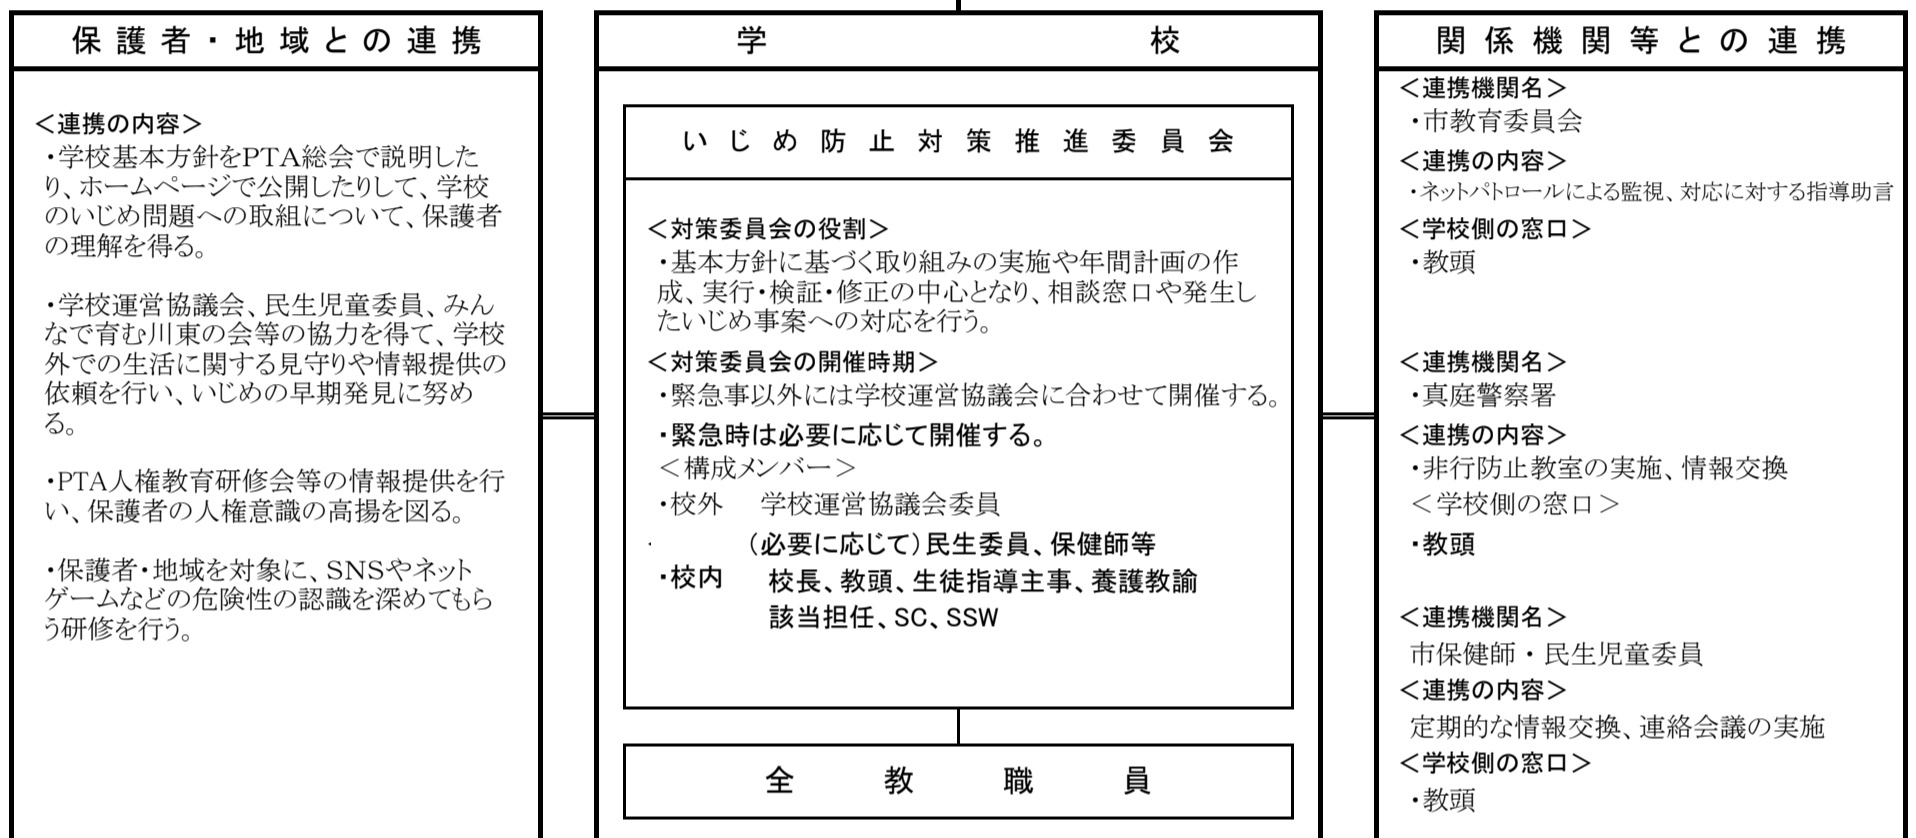 保護者・地域との連携
＜連携の内容＞
・学校基本方針をPTA総会で説明した
り、ホームページで公開したりして、学校
のいじめ問題への取組について、保護者
の理解を得る。
・学校運営協議会、民生児童委員、みん
なで育む川東の会等の協力を得て、学校
外での生活に関する見守りや情報提供の
依頼を行い、いじめの早期発見に努め
る。
・PTA人権教育研修会等の情報提供を行
い、保護者の人権意識の高揚を図る。
・保護者・地域を対象に、SNSやネット
ゲームなどの危険性の認識を深めてもら
う研修を行う。
学校
いじめ防止対策推進委員会
＜対策委員会の役割＞
・基本方針に基づく取り組みの実施や年間計画の作
成、実行・検証・修正の中心となり、相談窓口や発生し
たいじめ事案への対応を行う。
＜対策委員会の開催時期＞
・緊急事以外には学校運営協議会に合わせて開催する。
・緊急時は必要に応じて開催する。
＜構成メンバー＞
・校外　学校運営協議会委員
・　（必要に応じて）民生委員、保健師等
・校内　校長、教頭、生徒指導主事、養護教諭
該当担任、SC、SSW
全教職員
関係機関等との連携
＜連携機関名＞
・市教育委員会
＜連携の内容＞
・ネットパトロールによる監視、対応に対する指導助言
＜学校側の窓口＞
・教頭
＜連携機関名＞
・真庭警察署
＜連携の内容＞
・非行防止教室の実施、情報交換
＜学校側の窓口＞
・教頭
＜連携機関名＞
市保健師・民生児童委員
＜連携の内容＞
定期的な情報交換、連絡会議の実施
＜学校側の窓口＞
・教頭